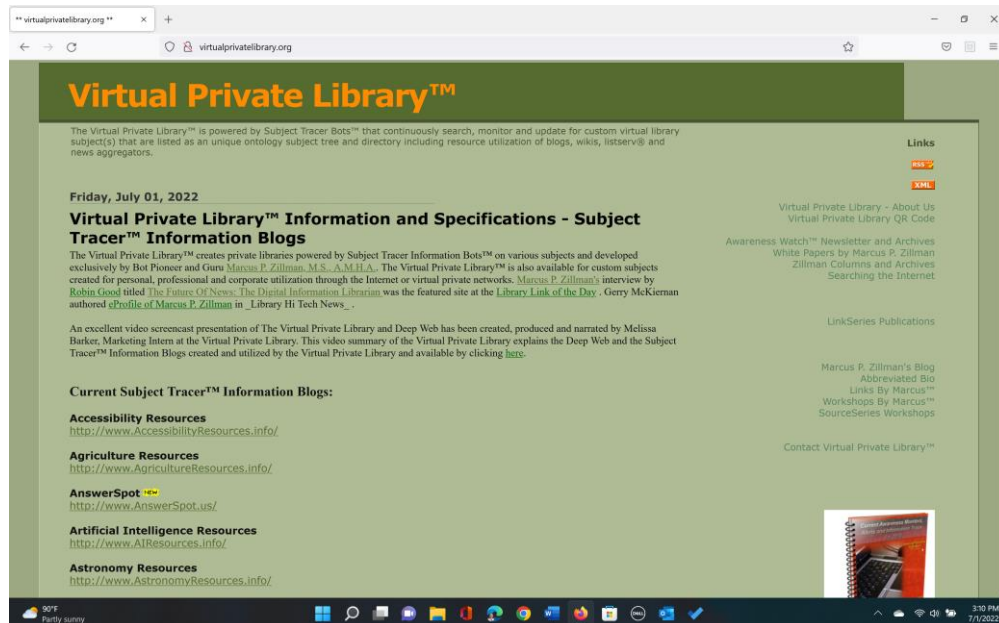 ** virtualprivatelibrary.org **
virtualprivatelibrary.org
Virtual Private Library™
The Virtual Private Library™ is powered by Subject Tracer Bots™ that continuously search, monitor and update for custom virtual library
subject(s) that are listed as an unique ontology subject tree and directory including resource utilization of blogs, wikis, listserv® and
news aggregators.
Friday, July 01, 2022
Virtual Private Library™ Information and Specifications - Subject
Tracer™ Information Blogs
The Virtual Private Library™ creates private libraries powered by Subject Tracer Information Bots™ on various subjects and developed
exclusively by Bot Pioneer and Guru Marcus P. Zillman, M.S., A.M.H.A.. The Virtual Private Library™ is also available for custom subjects
created for personal, professional and corporate utilization through the Internet or virtual private networks. Marcus P. Zillman's interview by
Robin Good titled The Future Of News: The Digital Information Librarian was the featured site at the Library Link of the Day . Gerry McKiernan
authored eProfile of Marcus P. Zillman in _Library Hi Tech News_ .
An excellent video screencast presentation of The Virtual Private Library and Deep Web has been created, produced and narrated by Melissa
Barker, Marketing Intern at the Virtual Private Library. This video summary of the Virtual Private Library explains the Deep Web and the Subject
Tracer™ Information Blogs created and utilized by the Virtual Private Library and available by clicking here.
Current Subject Tracer™ Information Blogs:
Accessibility Resources
http://www.AccessibilityResources.info/
Agriculture Resources
http://www.AgricultureResources.info/
AnswerSpot NEW
http://www.AnswerSpot.us/
Artificial Intelligence Resources
http://www.AIResources.info/
Astronomy Resources
http://www.AstronomyResources.info/
Links
RSS
XML
Virtual Private Library - About Us
Virtual Private Library QR Code
Awareness Watch™ Newsletter and Archives
White Papers by Marcus P. Zillman
Zillman Columns and Archives
Searching the Internet
LinkSeries Publications
Marcus P. Zillman's Blog
Abbreviated Bio
Links By Marcus™
Workshops By Marcus™
SourceSeries Workshops
Contact Virtual Private Library™
90°F
Partly sunny
3:10 PM
7/1/2022